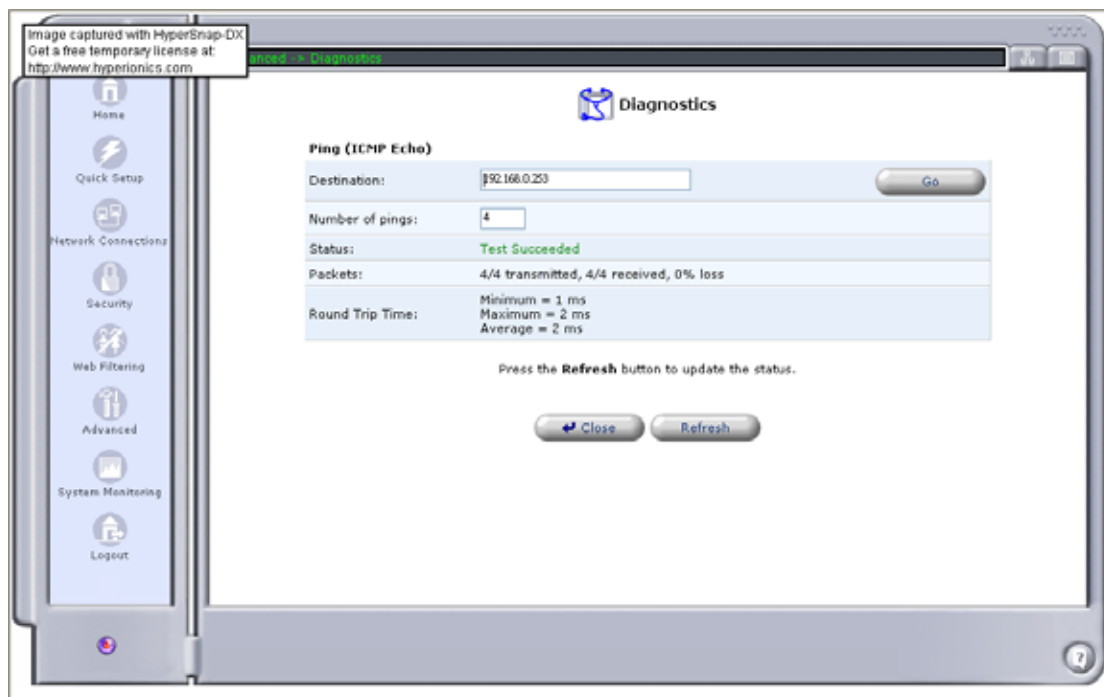 Image captured with HyperSnap-DX
Get a free temporary license at:
http://www.hyperionics.com
anced -> Diagnostics
Home
Quick Setup
Network Connections
Security
Web Filtering
Advanced
System Monitoring
Logout
Diagnostics
Ping (ICMP Echo)
Destination: 192.168.0.253 Go
Number of pings: 4
Status: Test Succeeded
Packets: 4/4 transmitted, 4/4 received, 0% loss
Round Trip Time: Minimum = 1 ms
Maximum = 2 ms
Average = 2 ms
Press the Refresh button to update the status.
Close Refresh
?